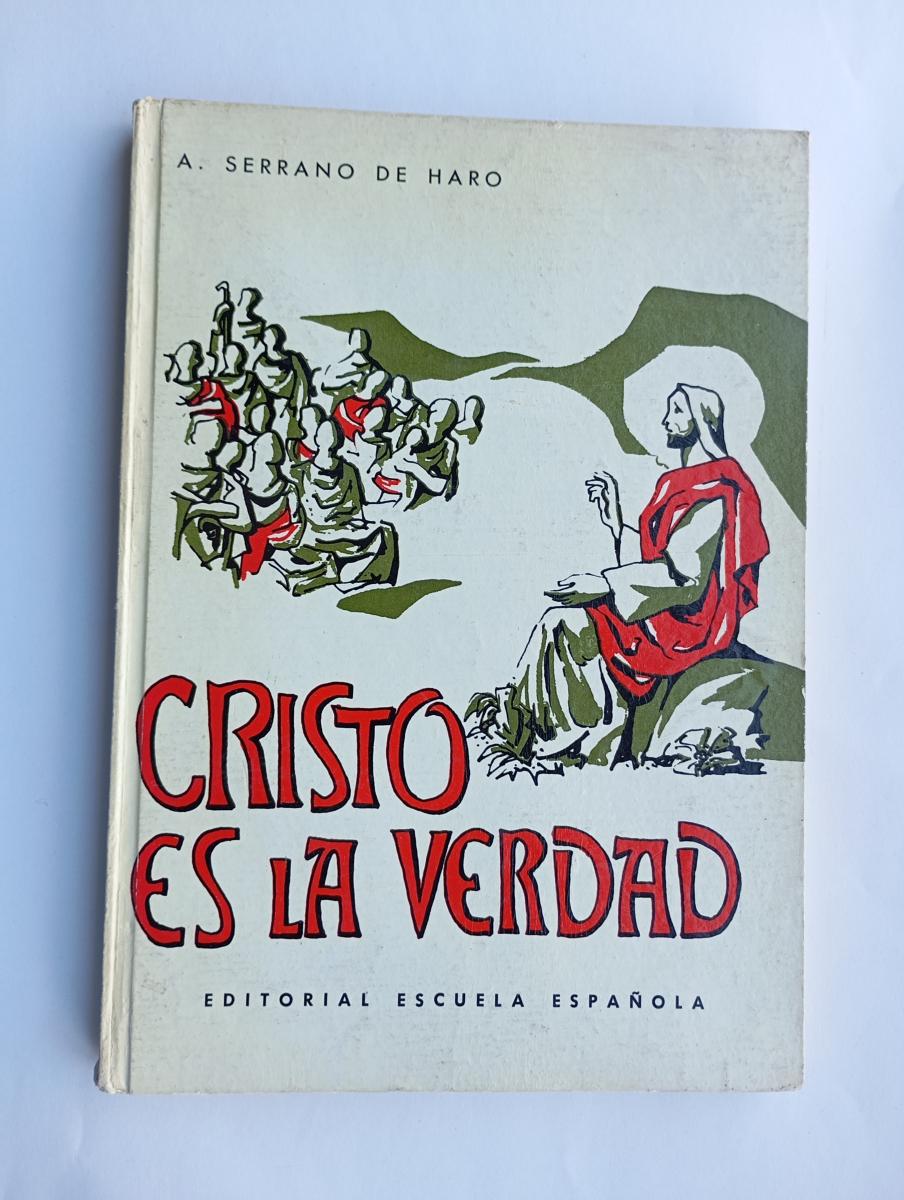 A. SERRANO DE HARO
CRISTO
ES LA VERDAD
EDITORIAL ESCUELA ESPAÑOLA